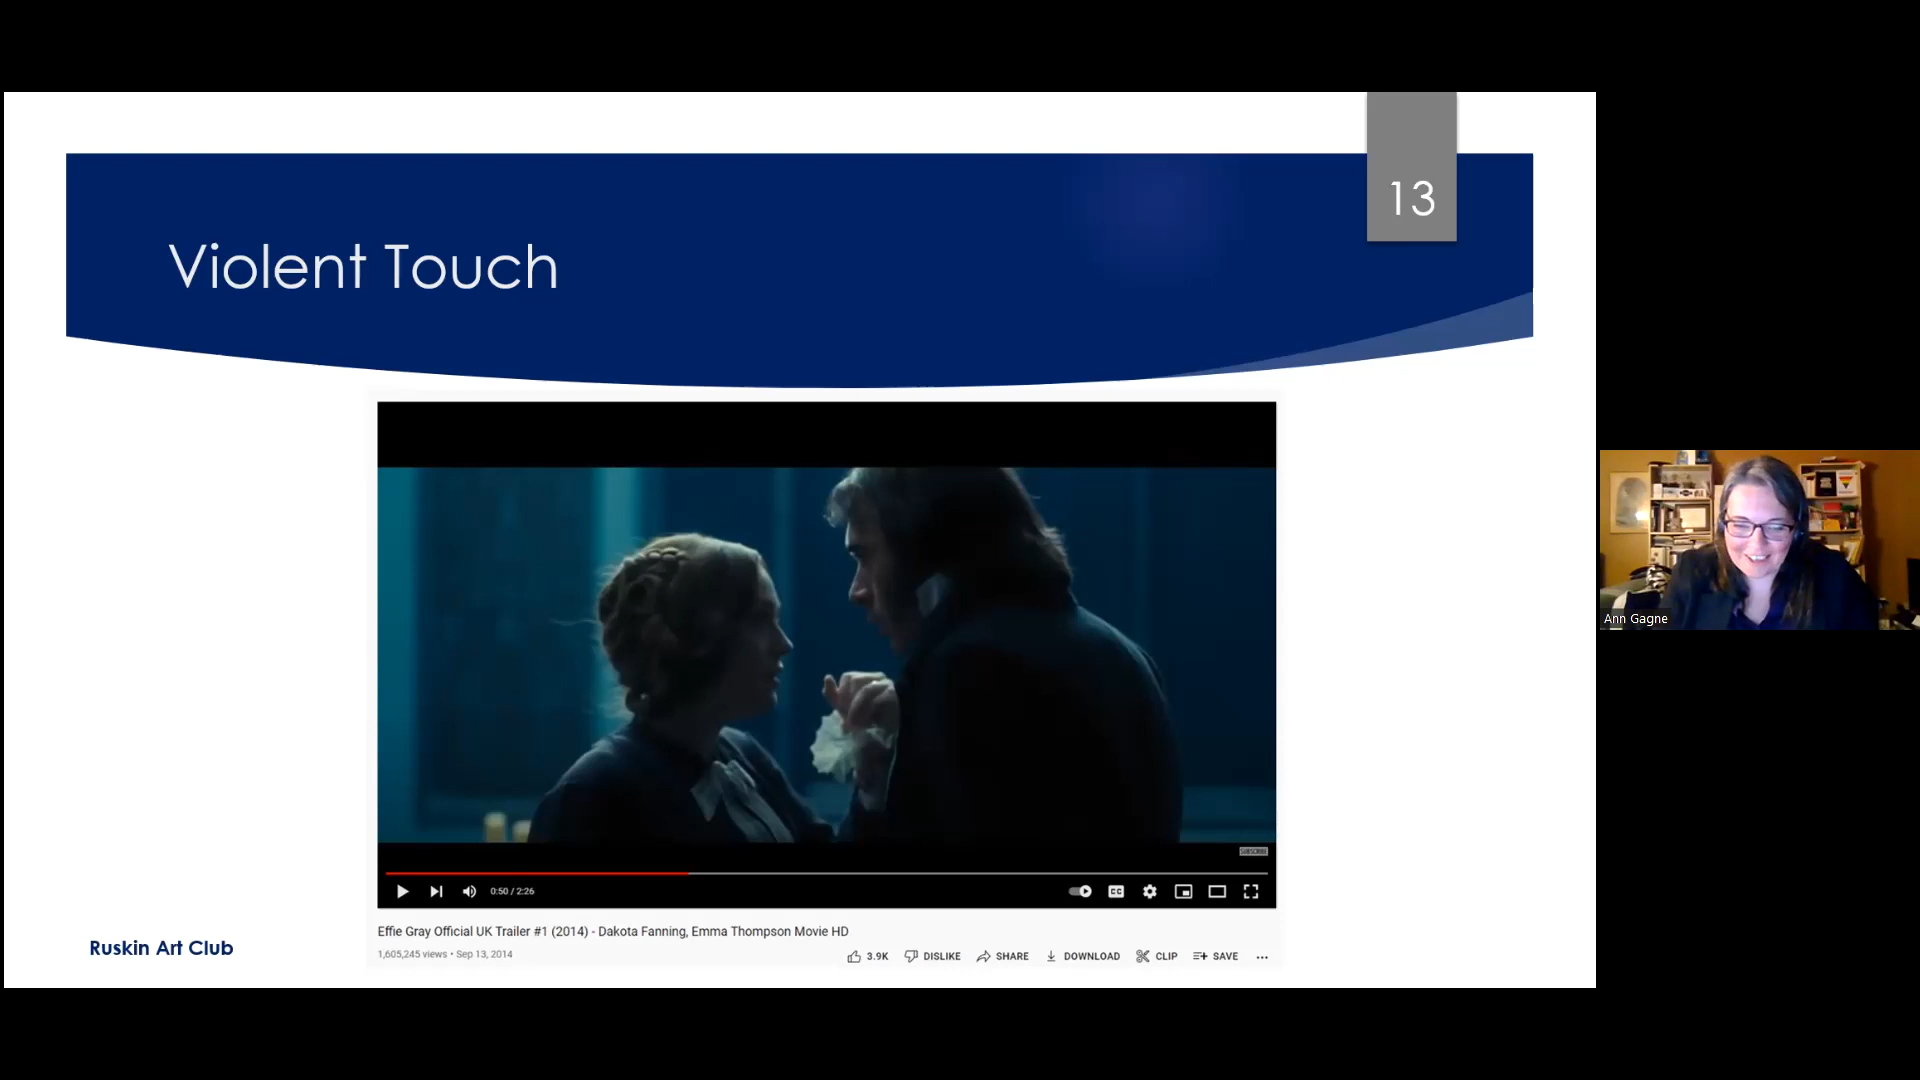 13
Violent Touch
SUBSCRIBE
0:50 / 2:26
CC
Effie Gray Official UK Trailer #1 (2014) - Dakota Fanning, Emma Thompson Movie HD
1,605,245 views • Sep 13, 2014
3.9K DISLIKE SHARE DOWNLOAD CLIP SAVE ...
Ruskin Art Club
Ann Gagne